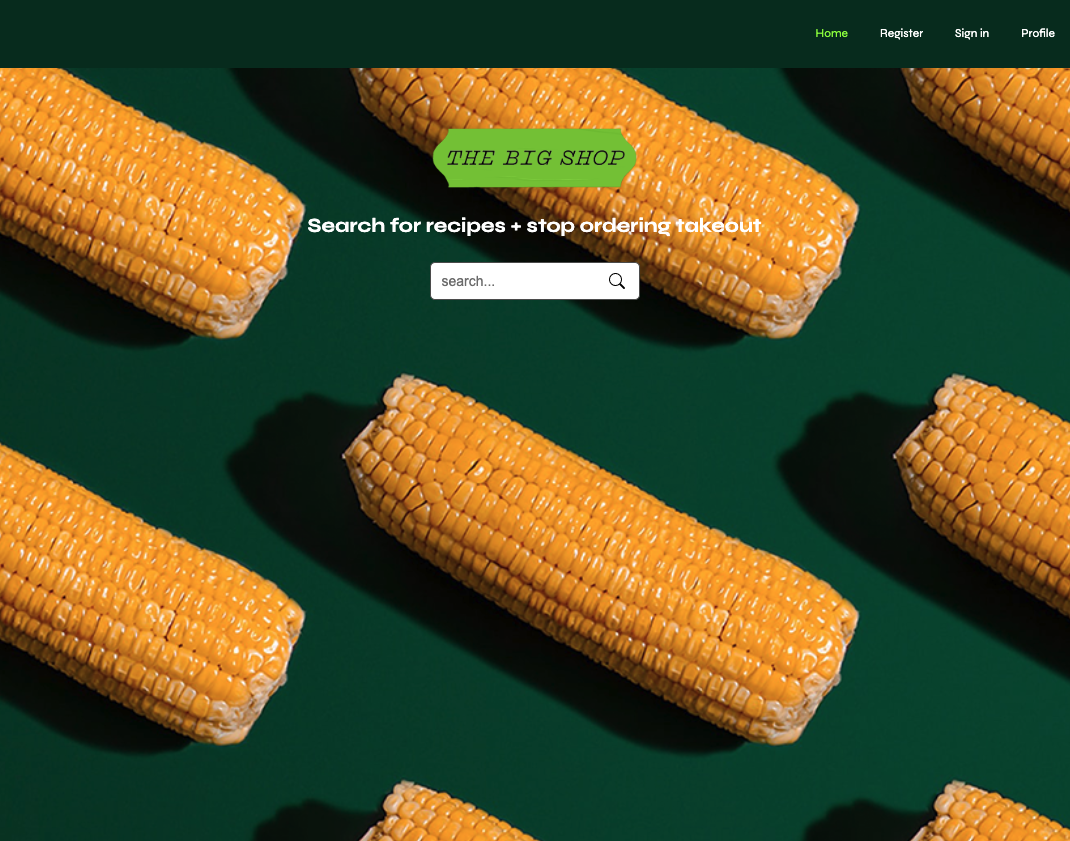 Home Register Sign in Profile
THE BIG SHOP
Search for recipes + stop ordering takeout
search...